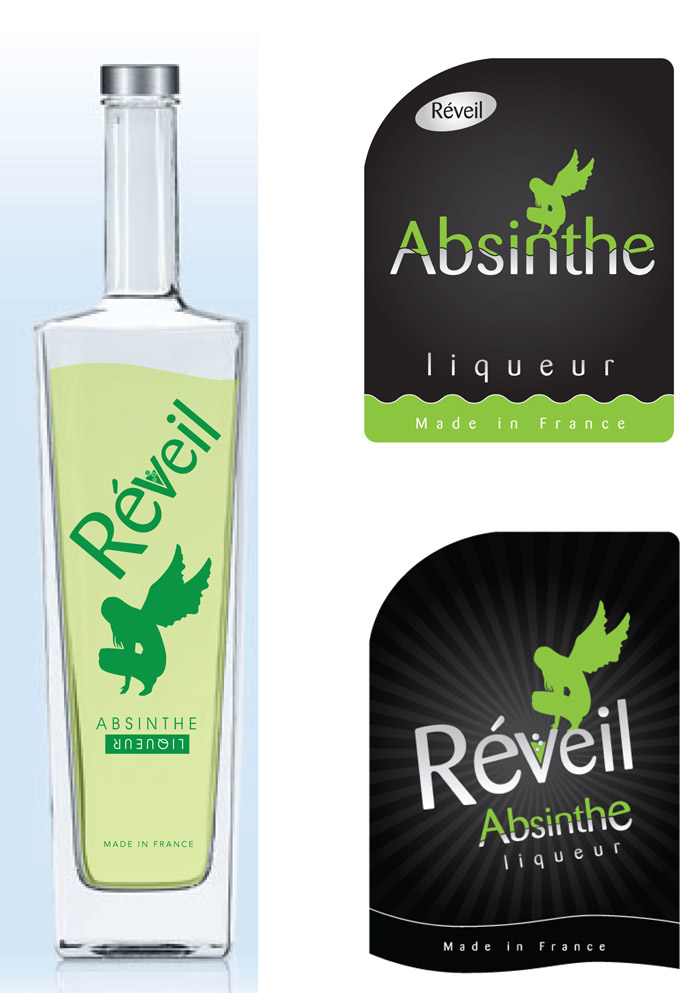 Réveil
ABSINTHE
LIQUEUR
MADE IN FRANCE
Réveil
Absinthe
liqueur
Made in France
Réveil
Absinthe
liqueur
Made in France